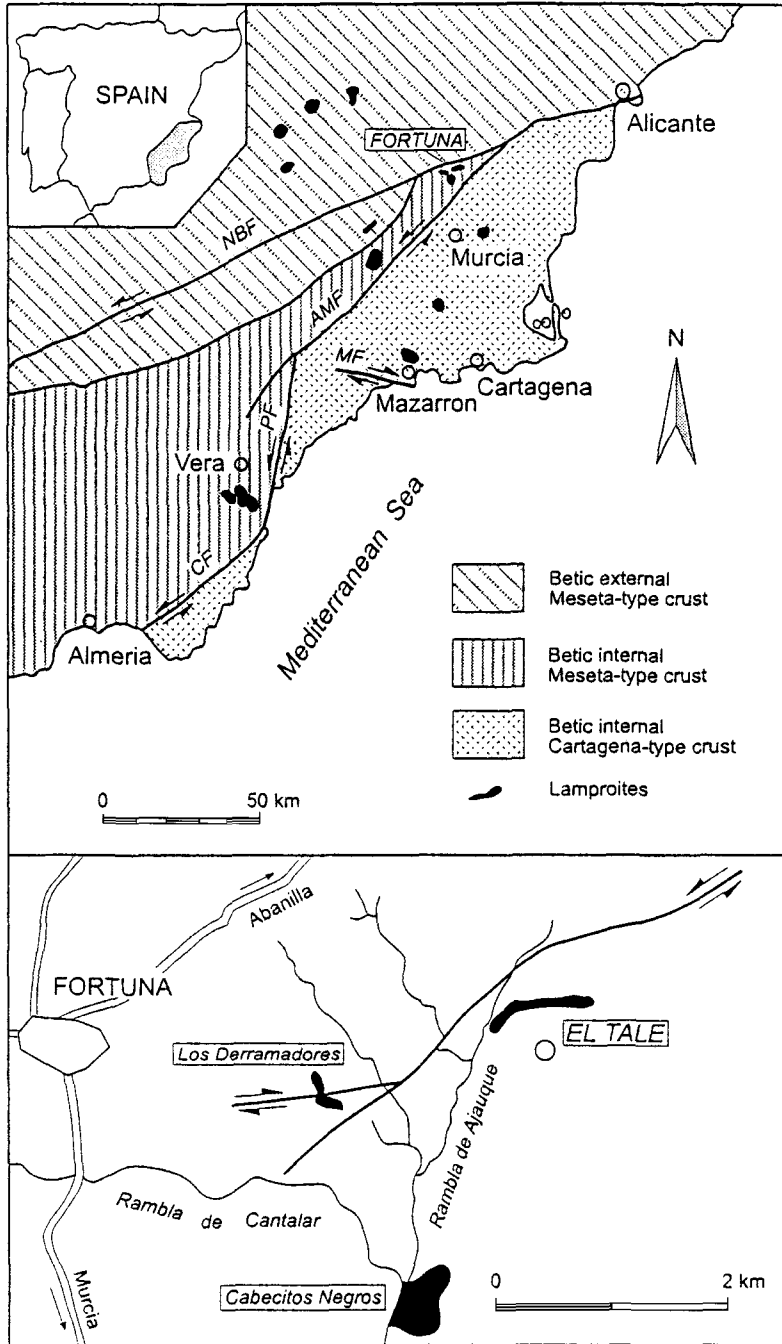 SPAIN
Alicante
FORTUNA
NBF
Murcia
AMF
N
MF
Cartagena
Mazarron
PF
Vera
CF
Almeria
Mediterranean Sea
Betic external
Meseta-type crust
Betic internal
Meseta-type crust
Betic internal
Cartagena-type crust
Lamproites
0 50 km
Abanilla
FORTUNA
EL TALE
Los Derramadores
Rambla de Ajauque
Rambla de Cantalar
Murcia
Cabecitos Negros
0 2 km